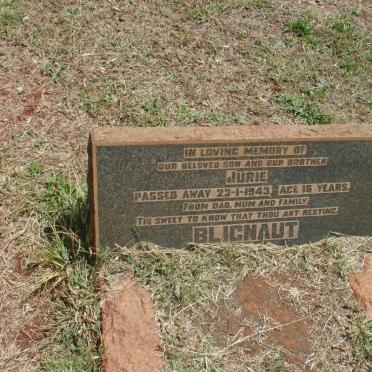 IN LOVING MEMORY OF
OUR BELOVED SON AND OUR BROTHER
JURIE
PASSED AWAY 23-1-1943, AGE 16 YEARS.
FROM DAD, MUM AND FAMILY.
TIS SWEET TO KNOW THAT THOU ART RESTING.
BLIGNAUT